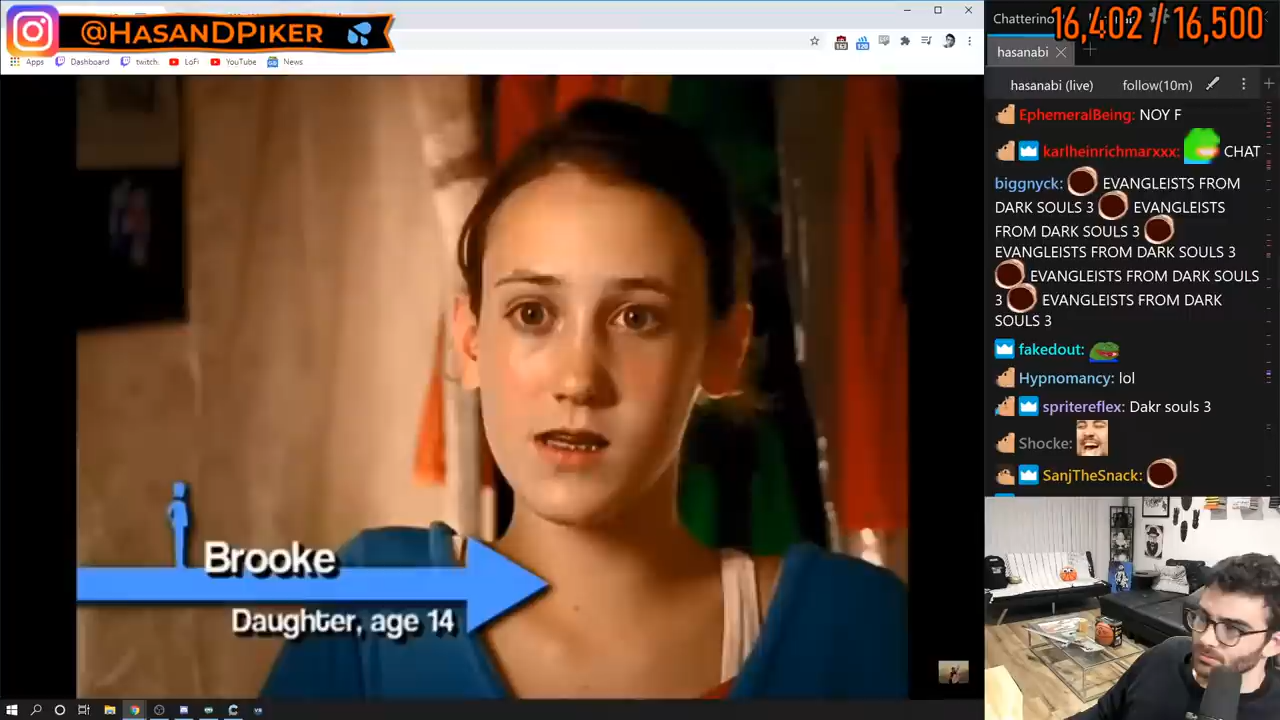 @HASANDPIKER
Chatterino
16,402 / 16,500
Apps
Dashboard
twitch.
LoFi
YouTube
News
163
120
hasanabi
hasanabi (live)
follow(10m)
EphemeralBeing: NOY F
karlheinrichmarxxx: CHAT
biggnyck: EVANGLEISTS FROM
DARK SOULS 3 EVANGLEISTS
FROM DARK SOULS 3
EVANGLEISTS FROM DARK SOULS 3
EVANGLEISTS FROM DARK SOULS
3 EVANGLEISTS FROM DARK
SOULS 3
fakedout:
Hypnomancy: lol
spritereflex: Dakr souls 3
Shocke:
SanjTheSnack:
Brooke
Daughter, age 14